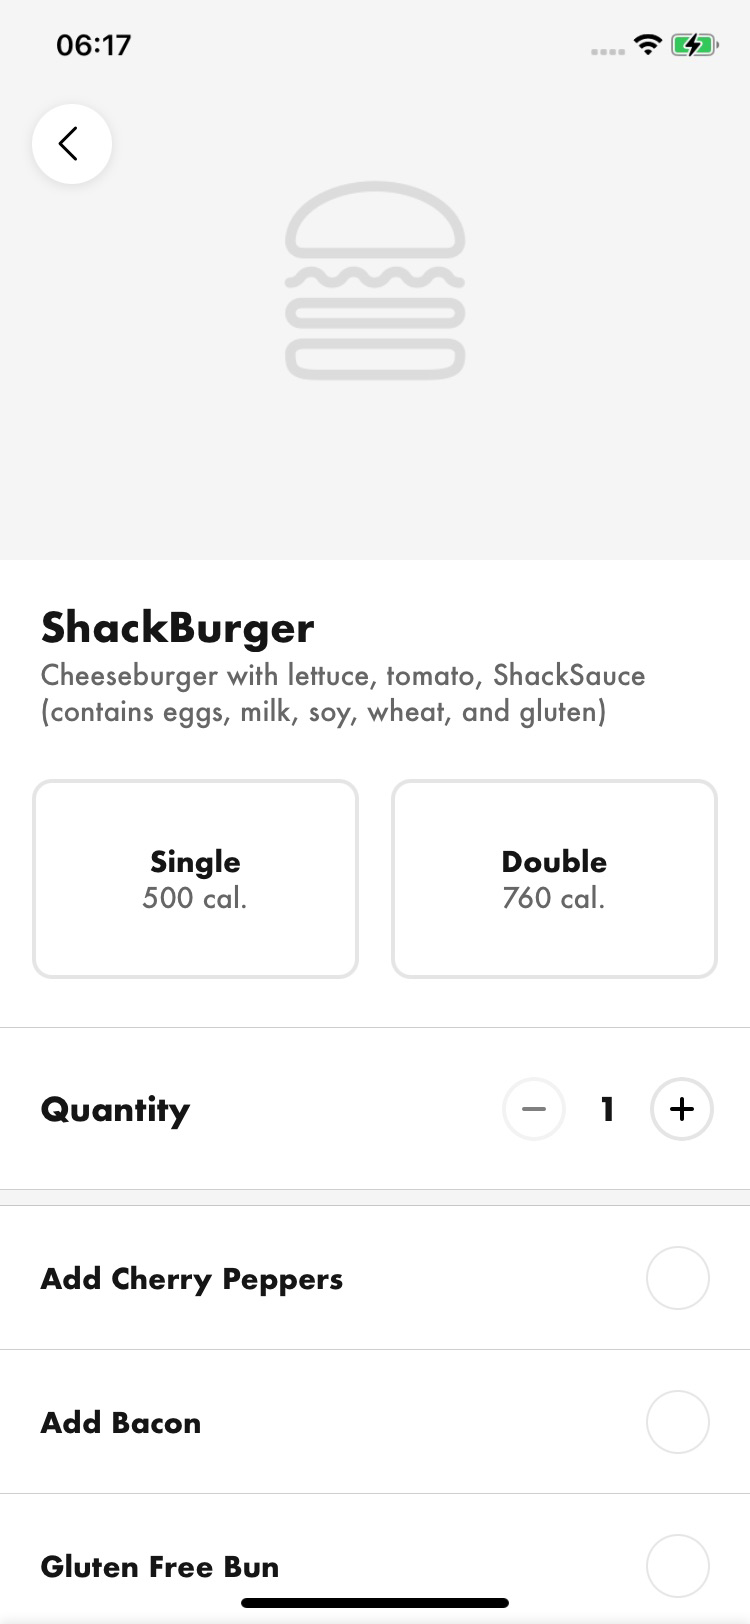 06:17
ShackBurger
Cheeseburger with lettuce, tomato, ShackSauce
(contains eggs, milk, soy, wheat, and gluten)
Single
500 cal.
Double
760 cal.
Quantity
1
Add Cherry Peppers
Add Bacon
Gluten Free Bun